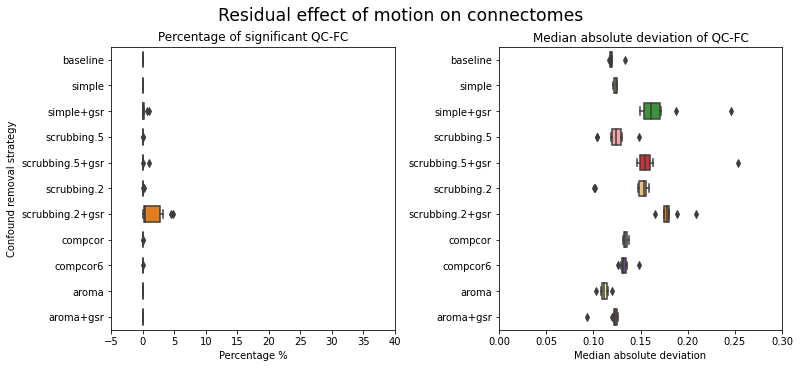 Residual effect of motion on connectomes
Percentage of significant QC-FC
Confound removal strategy
baseline
simple
simple+gsr
scrubbing.5
scrubbing.5+gsr
scrubbing.2
scrubbing.2+gsr
compcor
compcor6
aroma
aroma+gsr
−5 0 5 10 15 20 25 30 35 40
Percentage %
Median absolute deviation of QC-FC
baseline
simple
simple+gsr
scrubbing.5
scrubbing.5+gsr
scrubbing.2
scrubbing.2+gsr
compcor
compcor6
aroma
aroma+gsr
0.00 0.05 0.10 0.15 0.20 0.25 0.30
Median absolute deviation